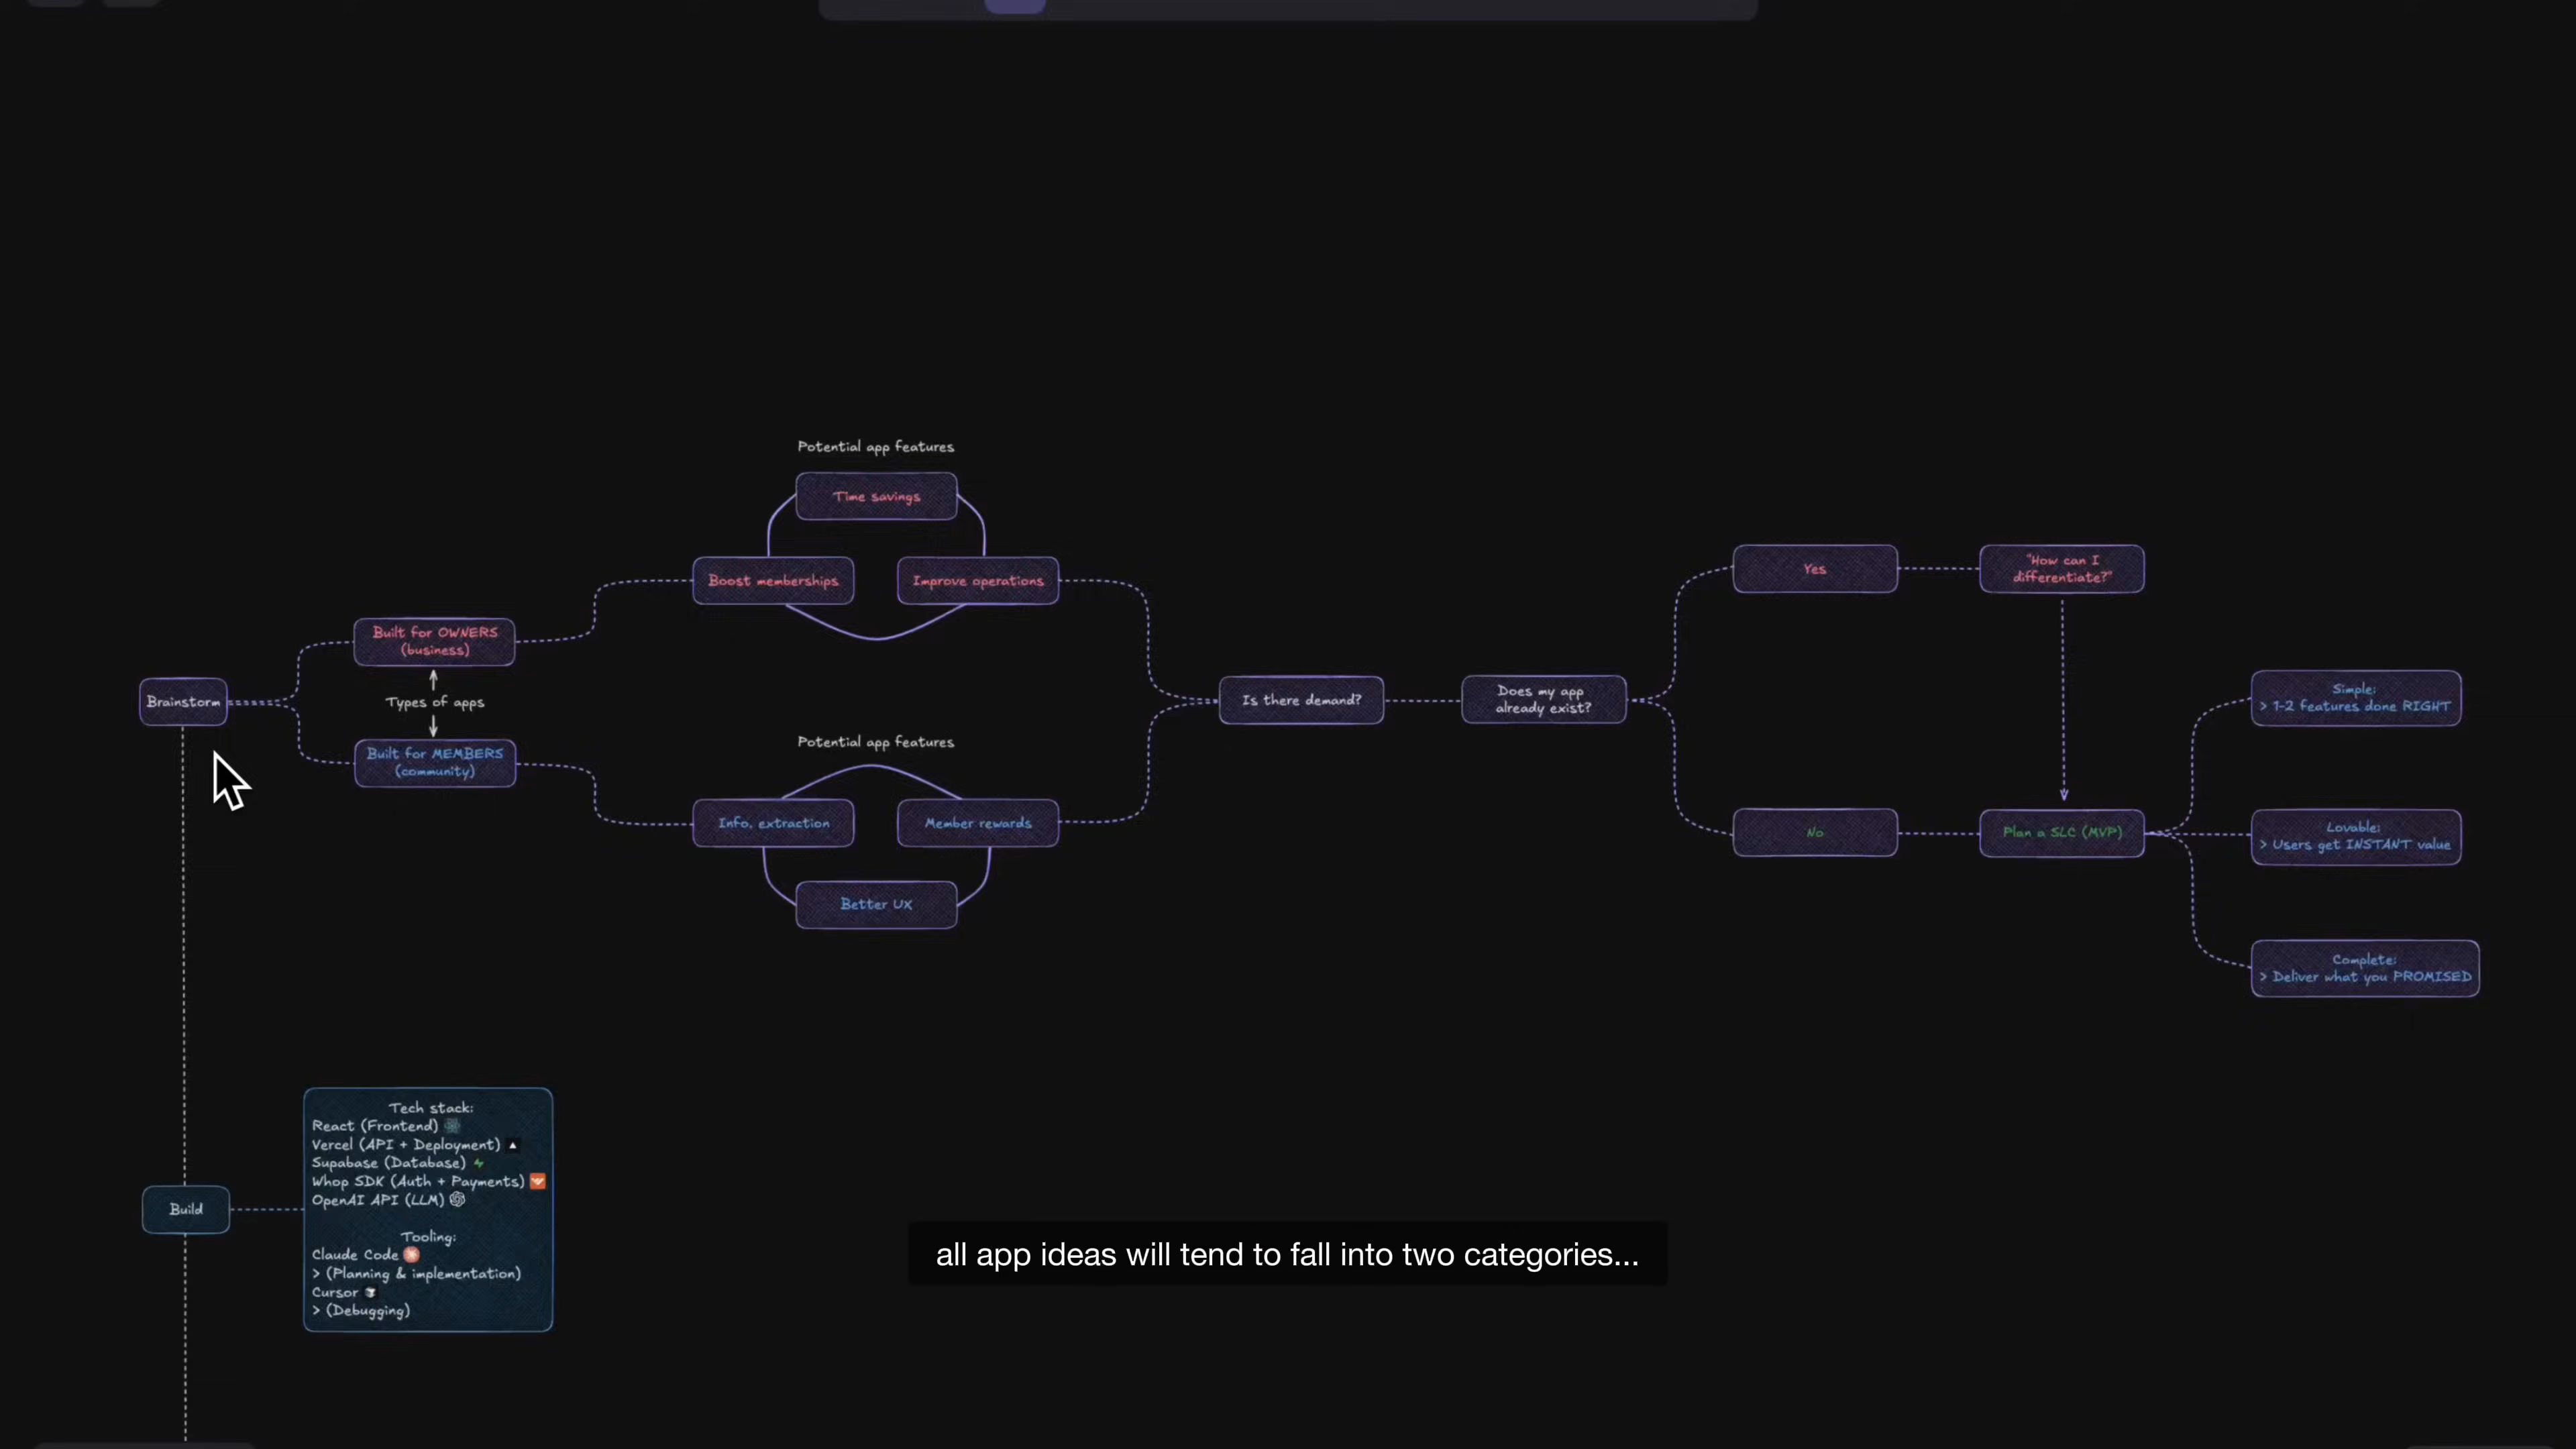 Potential app features
Time savings
Boost memberships
Improve operations
Built for OWNERS
(business)
Brainstorm
Types of apps
Built for MEMBERS
(community)
Potential app features
Info. extraction
Member rewards
Better UX
Is there demand?
Does my app
already exist?
Yes
"How can I
differentiate?"
No
Plan a SLC (MVP)
Simple:
> 1-2 features done RIGHT
Lovable:
> Users get INSTANT value
Complete:
> Deliver what you PROMISED
Build
Tech stack:
React (Frontend)
Vercel (API + Deployment)
Supabase (Database)
Whop SDK (Auth + Payments)
OpenAI API (LLM)
Tooling:
Claude Code
> (Planning & implementation)
Cursor
> (Debugging)
all app ideas will tend to fall into two categories...